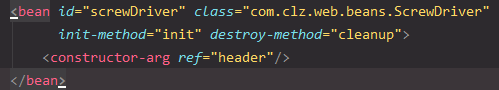 <bean id="screwDriver" class="com.clz.web.beans.ScrewDriver"
init-method="init" destroy-method="cleanup">
<constructor-arg ref="header"/>
</bean>